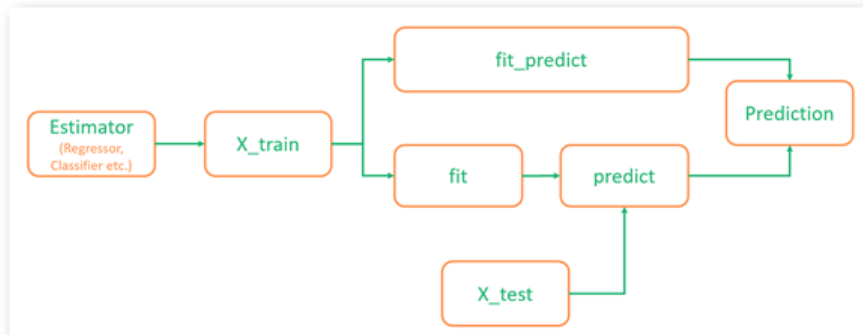 fit_predict
Estimator
(Regressor,
Classifier etc.)
X_train
Prediction
fit
predict
X_test